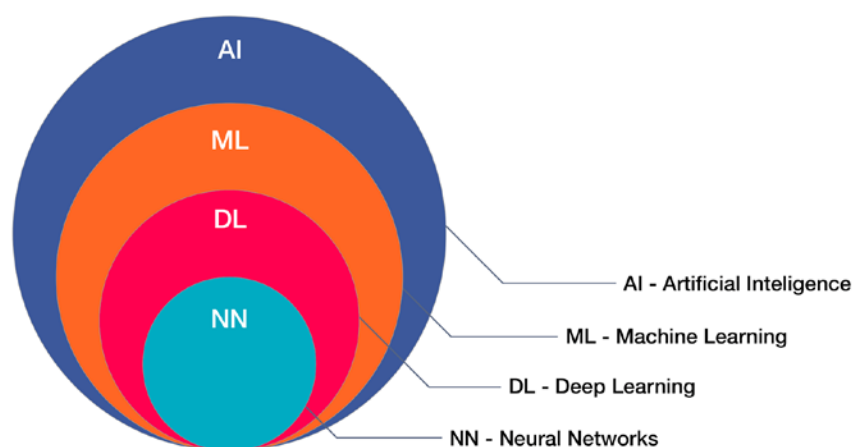 AI
ML
DL
NN
AI - Artificial Inteligence
ML - Machine Learning
DL - Deep Learning
NN - Neural Networks